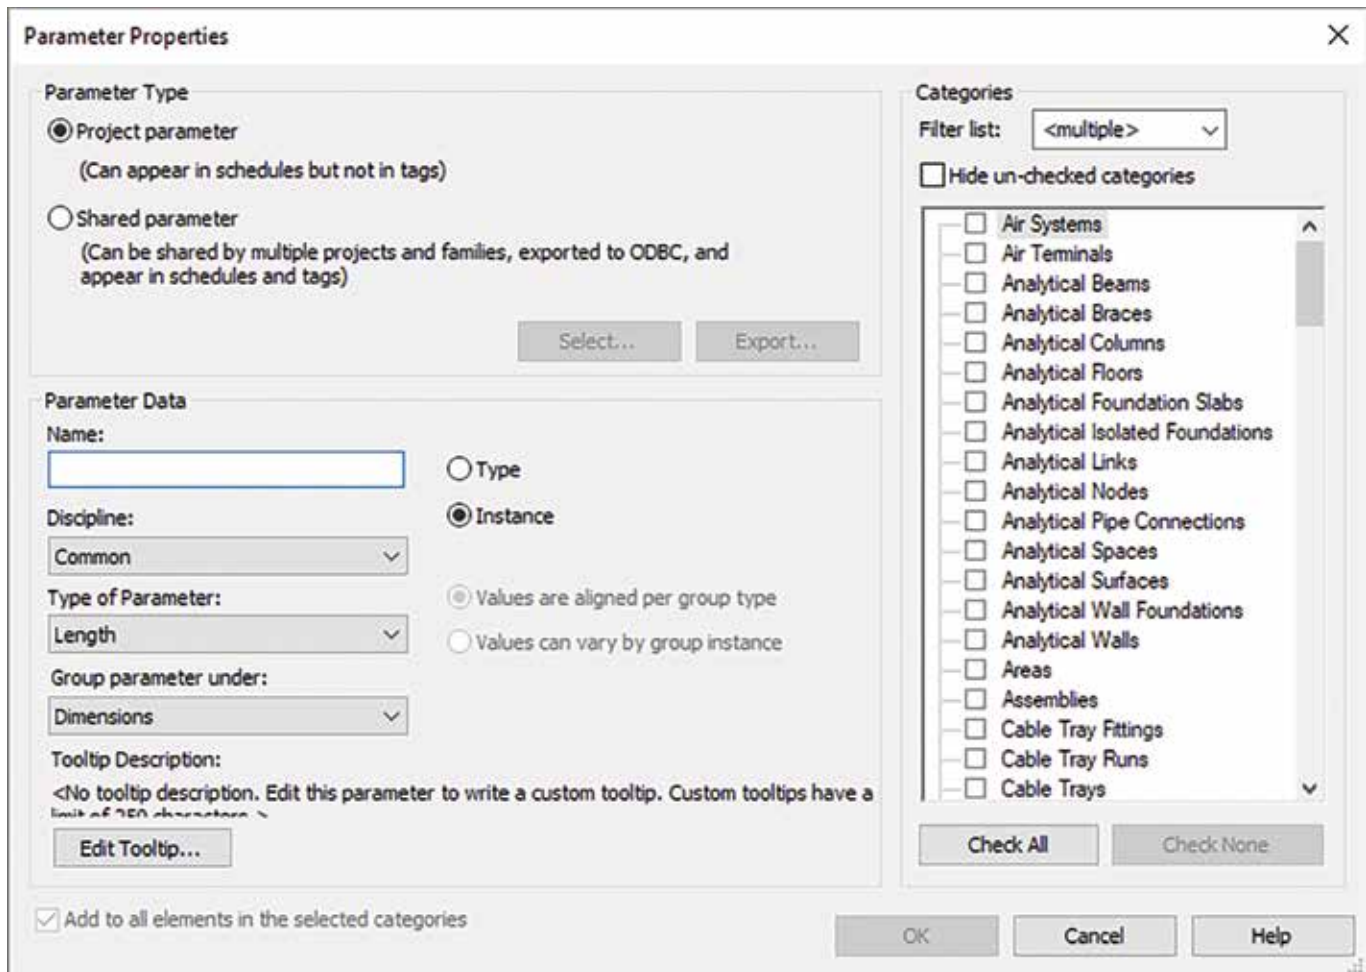 Parameter Properties
Parameter Type
Project parameter
(Can appear in schedules but not in tags)
Shared parameter
(Can be shared by multiple projects and families, exported to ODBC, and
appear in schedules and tags)
Select...
Export...
Parameter Data
Name:
Type
Instance
Discipline:
Common
Type of Parameter:
Length
Values are aligned per group type
Values can vary by group instance
Group parameter under:
Dimensions
Tooltip Description:
<No tooltip description. Edit this parameter to write a custom tooltip. Custom tooltips have a
limit of 250 characters.>
Edit Tooltip...
Add to all elements in the selected categories
Categories
Filter list:
<multiple>
Hide un-checked categories
Air Systems
Air Terminals
Analytical Beams
Analytical Braces
Analytical Columns
Analytical Floors
Analytical Foundation Slabs
Analytical Isolated Foundations
Analytical Links
Analytical Nodes
Analytical Pipe Connections
Analytical Spaces
Analytical Surfaces
Analytical Wall Foundations
Analytical Walls
Areas
Assemblies
Cable Tray Fittings
Cable Tray Runs
Cable Trays
Check All
Check None
OK
Cancel
Help